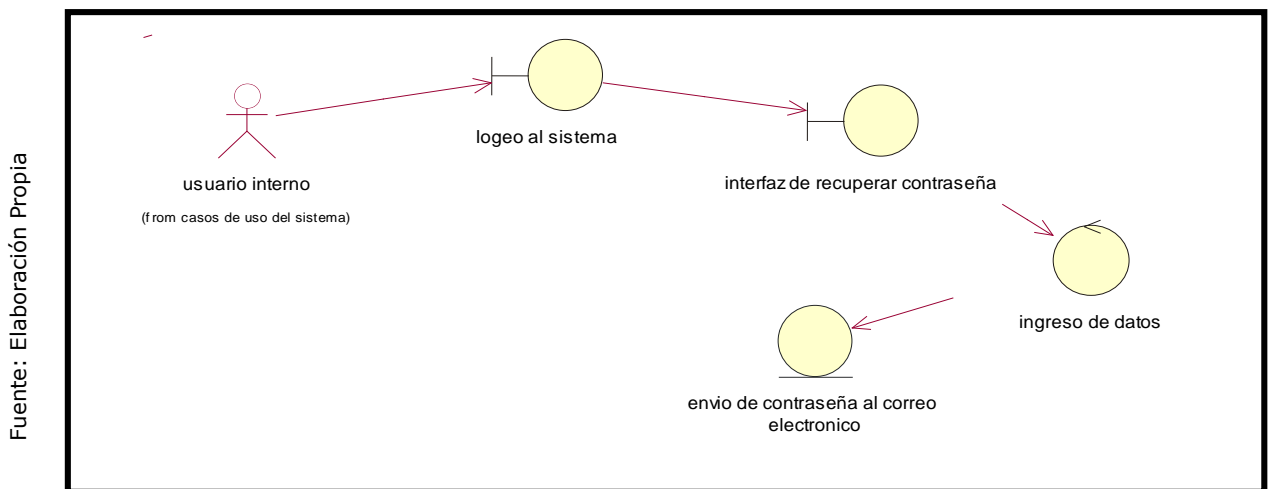 Fuente: Elaboración Propia
logeo al sistema
usuario interno
(from casos de uso del sistema)
interfaz de recuperar contraseña
ingreso de datos
envio de contraseña al correo
electronico